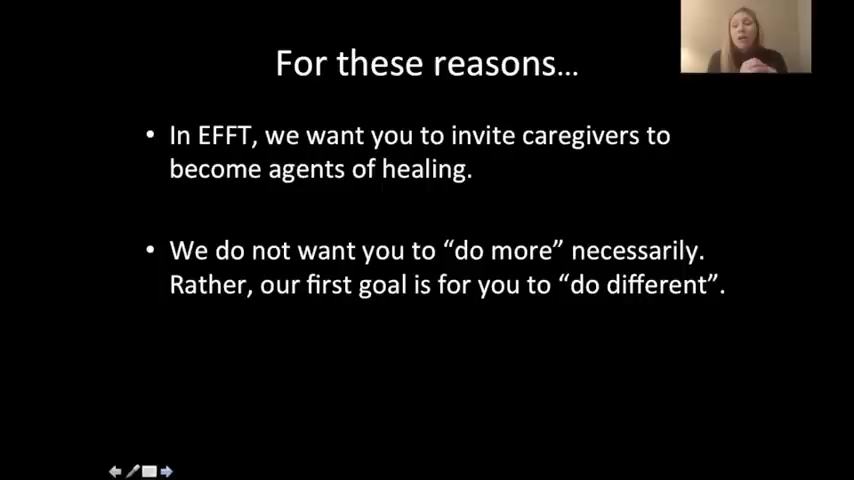 For these reasons...
• In EFFT, we want you to invite caregivers to
become agents of healing.
• We do not want you to “do more” necessarily.
Rather, our first goal is for you to “do different”.